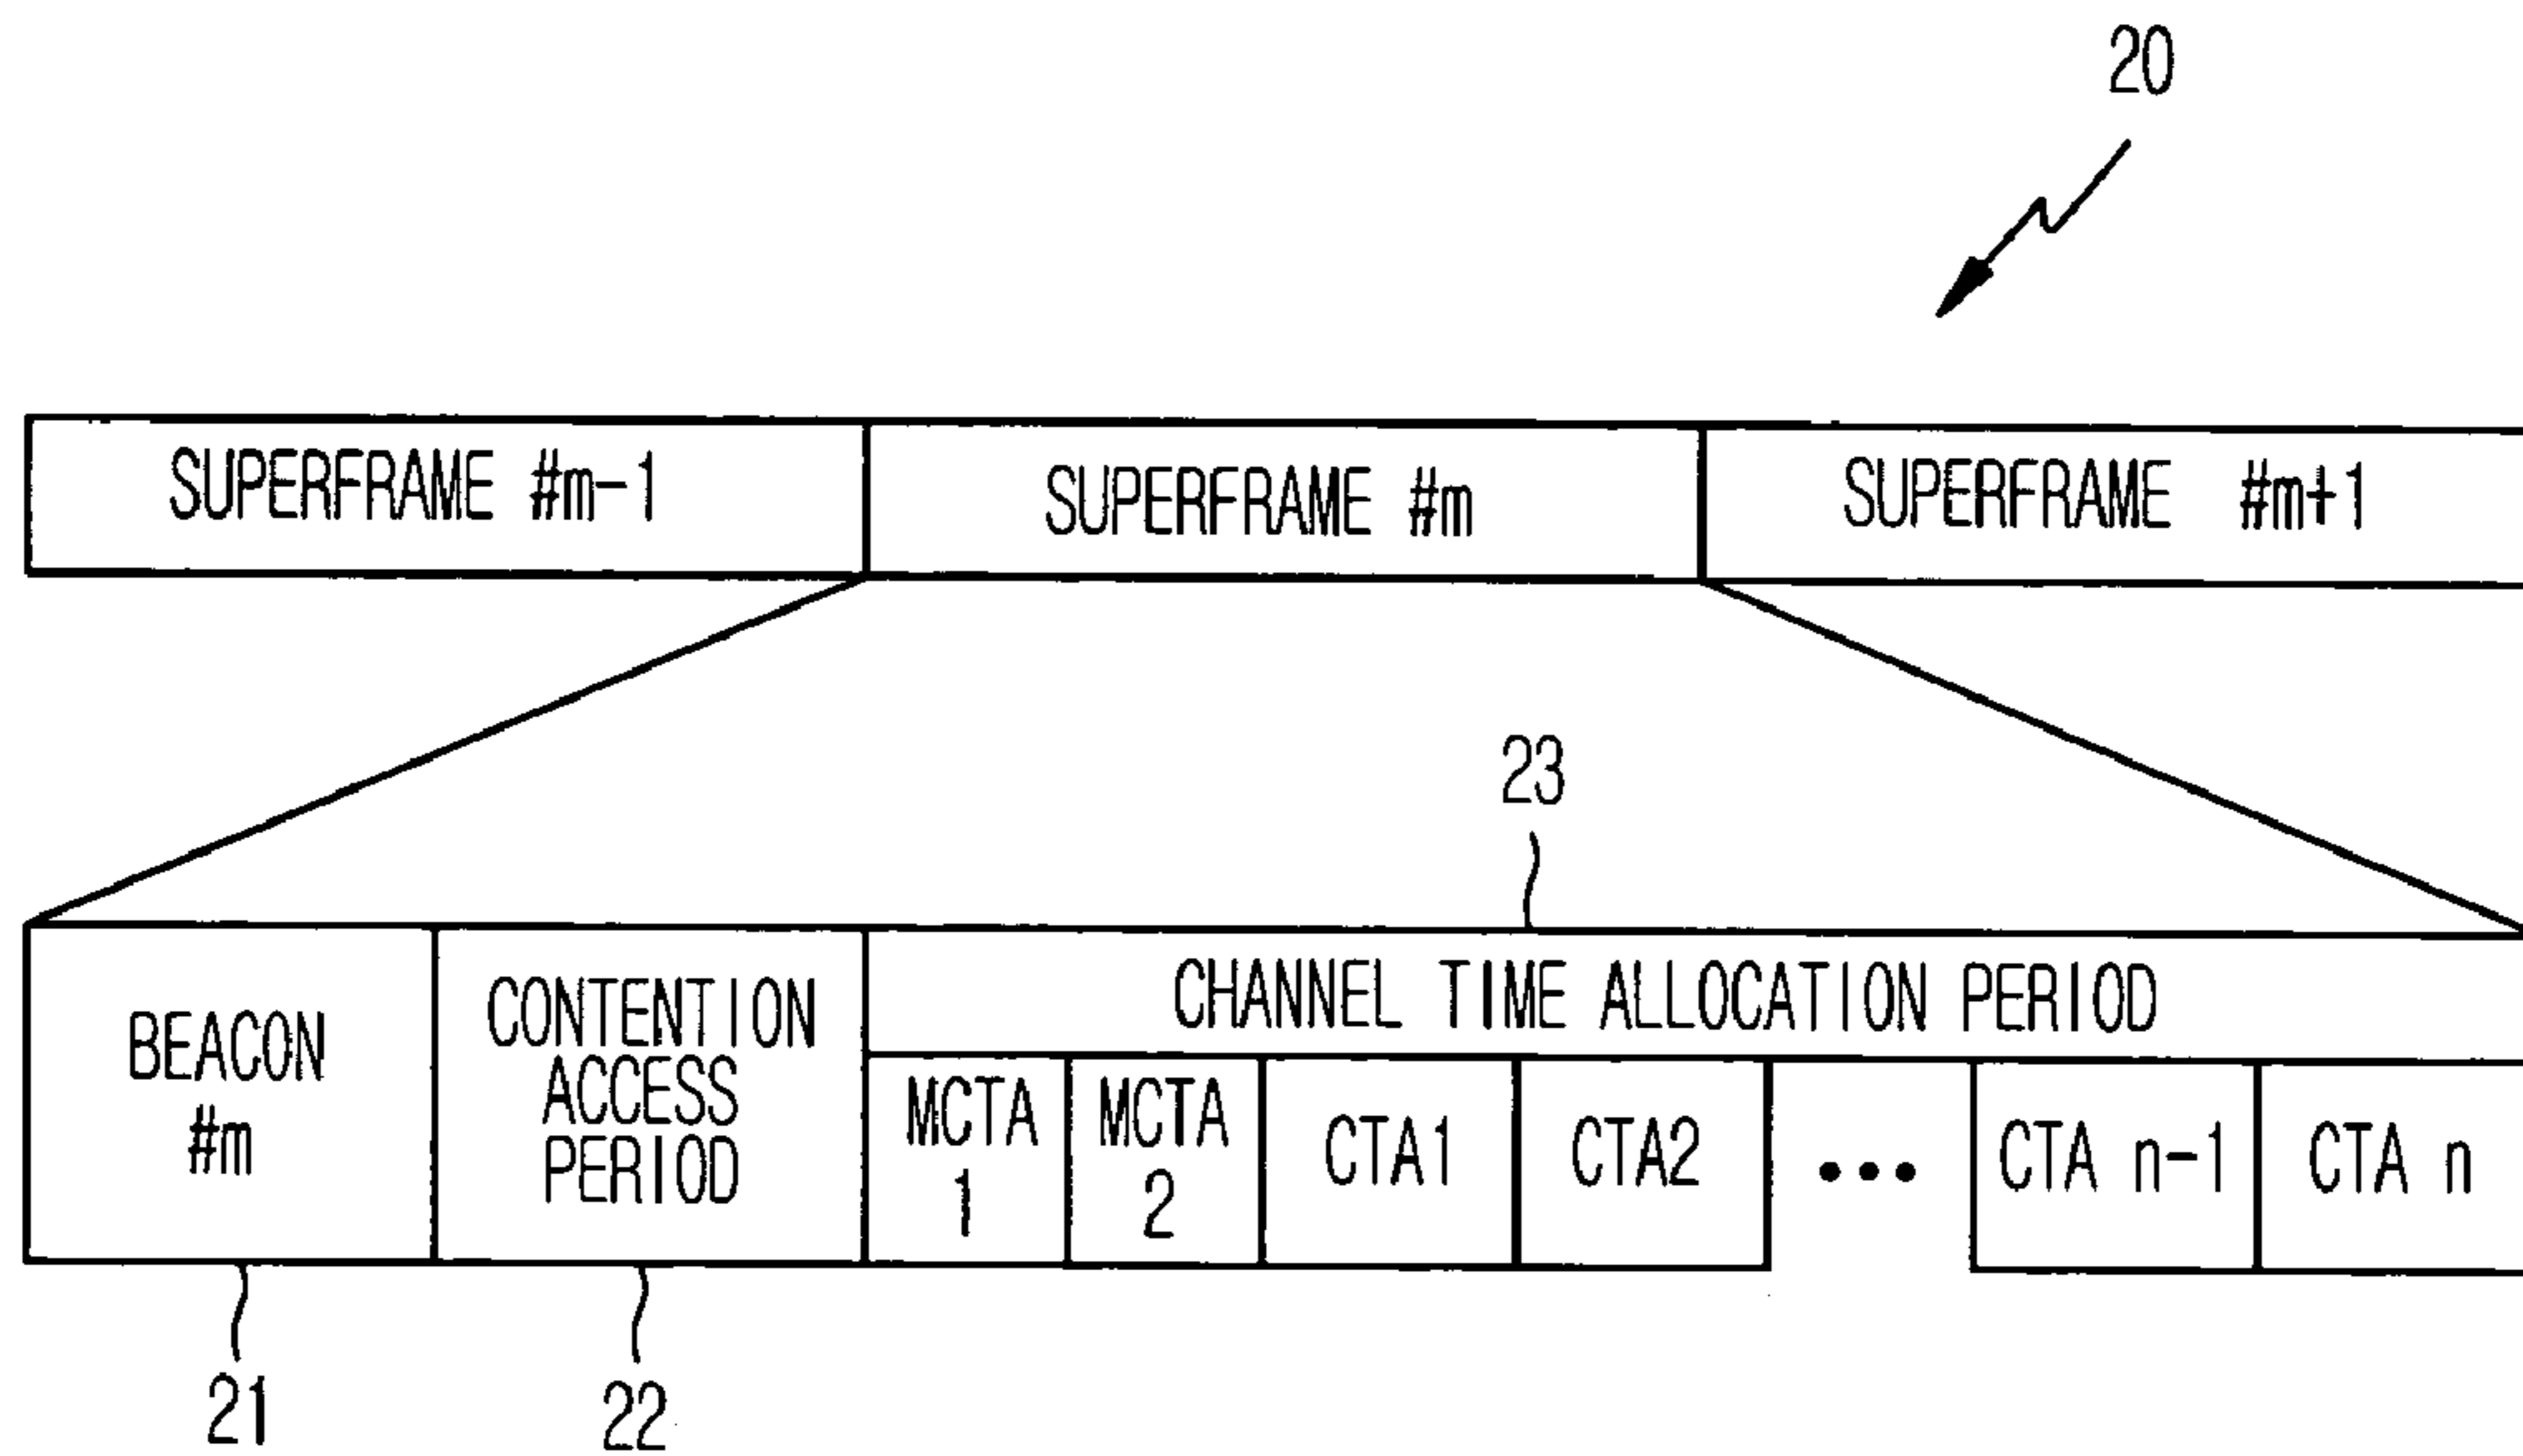 20
SUPERFRAME #m-1
SUPERFRAME #m
SUPERFRAME #m+1
23
BEACON
#m
CONTENTION
ACCESS
PERIOD
CHANNEL TIME ALLOCATION PERIOD
MCTA
1
MCTA
2
CTA1
CTA2
•••
CTA n-1
CTA n
21
22